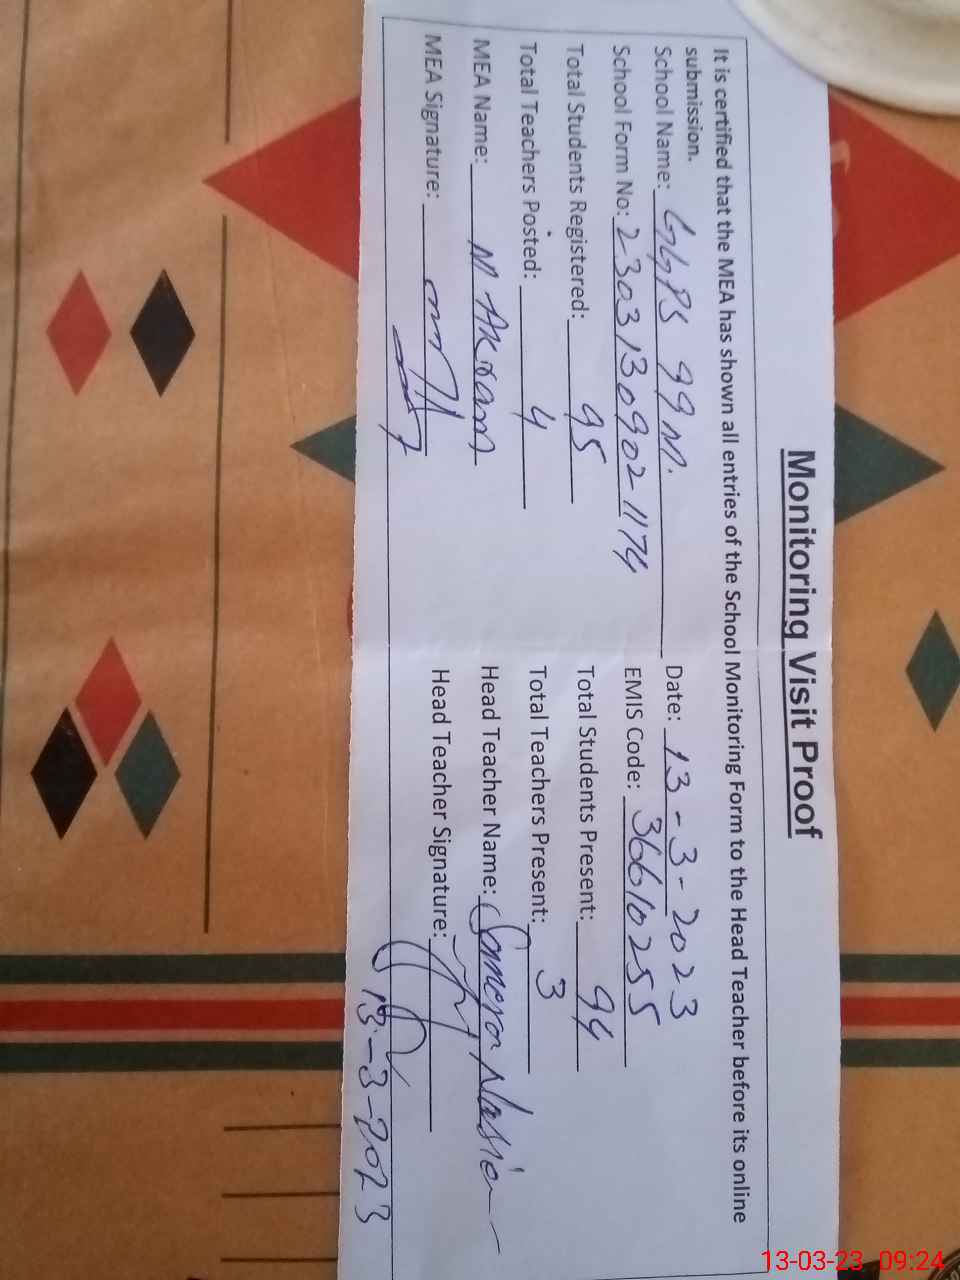 Monitoring Visit Proof
It is certified that the MEA has shown all entries of the School Monitoring Form to the Head Teacher before its online
submission.
School Name: GGPS 99 M. Date: 13-3-2023
School Form No: 2303130902 1174 EMIS Code: 36610255
Total Students Registered: 95 Total Students Present: 94
Total Teachers Posted: 4 Total Teachers Present: 3
MEA Name: M Akram Head Teacher Name:
MEA Signature: Head Teacher Signature:
13-3-2023
13-03-23 09:24